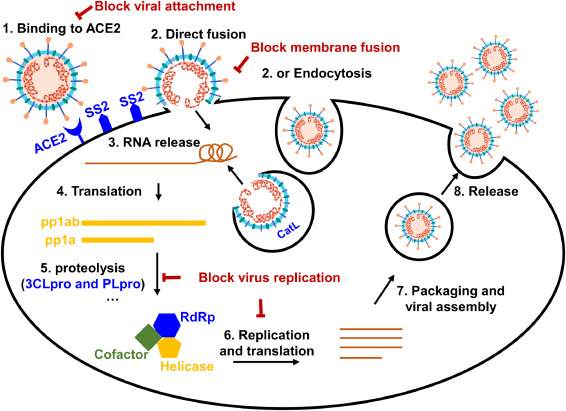 Block viral attachment
1. Binding to ACE2
2. Direct fusion
Block membrane fusion
2. or Endocytosis
ACE2
SS2
SS2
3. RNA release
4. Translation
CatL
8. Release
pp1ab
pp1a
5. proteolysis
(3CLpro and PLpro)
...
Block virus replication
7. Packaging and
viral assembly
RdRp
Cofactor
Helicase
6. Replication
and translation